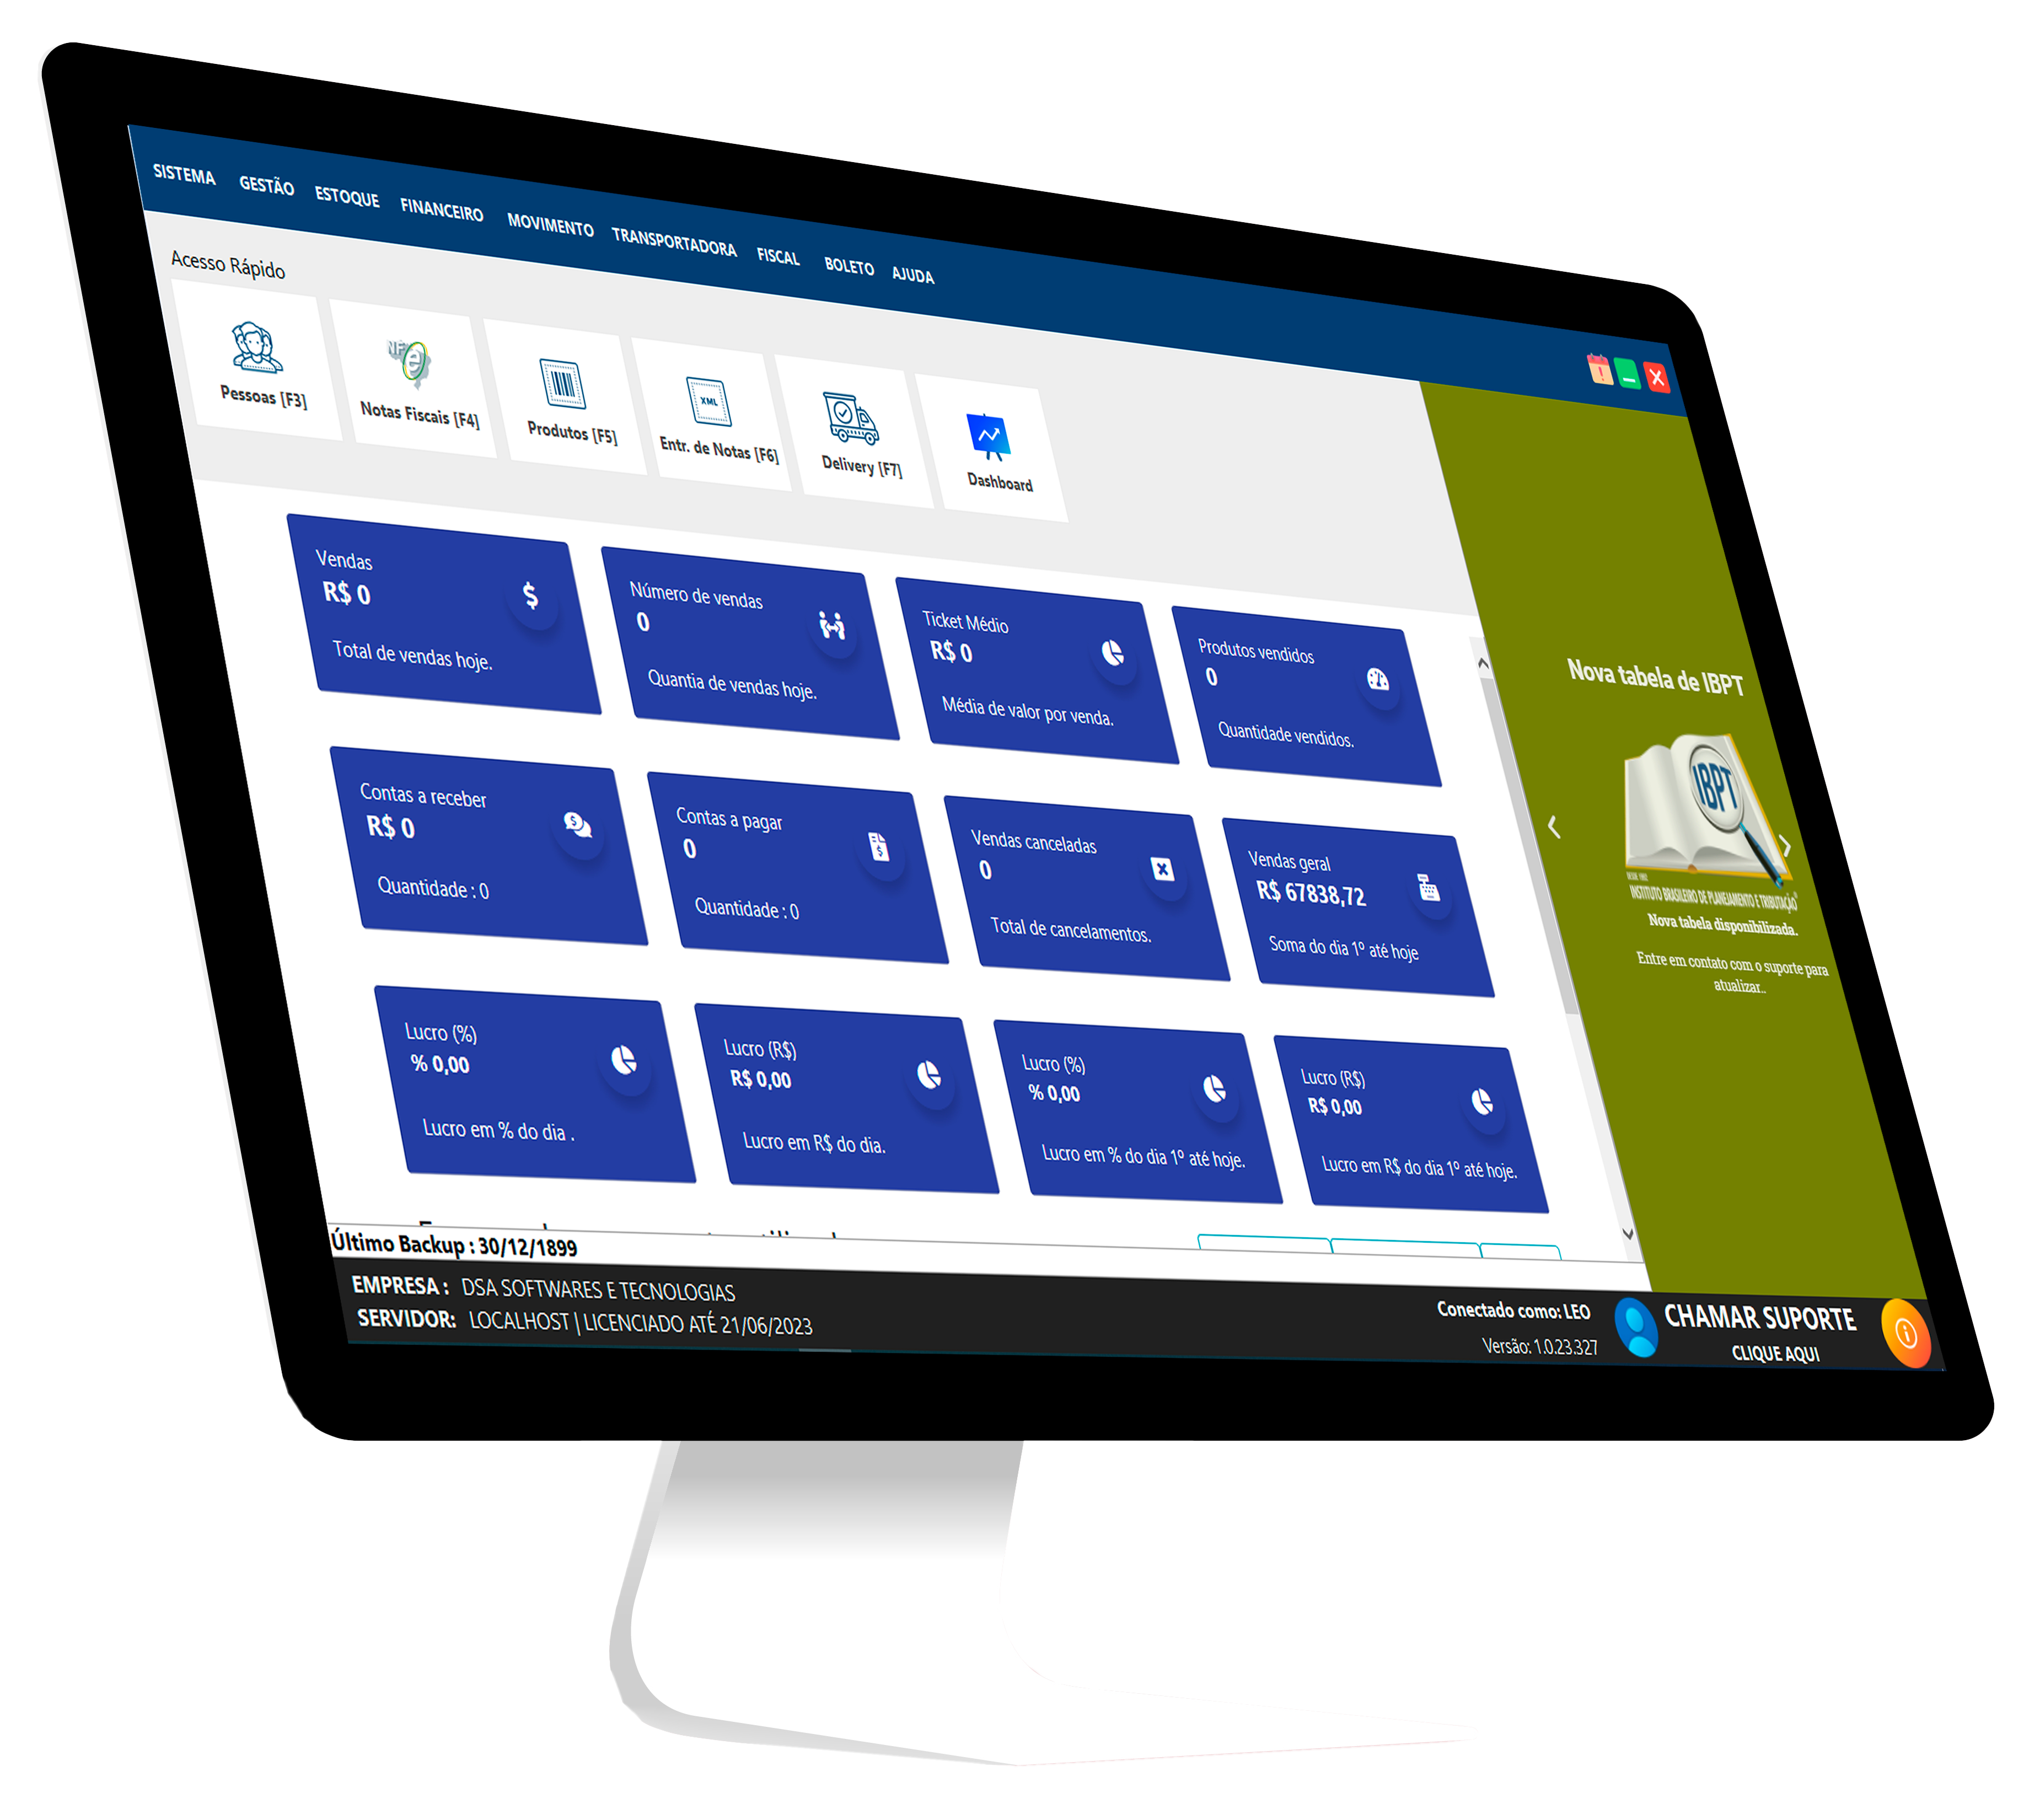 SISTEMA GESTÃO ESTOQUE FINANCEIRO MOVIMENTO TRANSPORTADORA FISCAL BOLETO AJUDA
Acesso Rápido
Pessoas [F3]
NF e
Notas Fiscais [F4]
Produtos [F5]
XML
Entr. de Notas [F6]
Delivery [F7]
Dashboard
Vendas
R$ 0
Total de vendas hoje.
Número de vendas
0
Quantia de vendas hoje.
Ticket Médio
R$ 0
Média de valor por venda.
Produtos vendidos
0
Quantidade vendidos.
Contas a receber
R$ 0
Quantidade : 0
Contas a pagar
0
Quantidade : 0
Vendas canceladas
0
Total de cancelamentos.
Vendas geral
R$ 67838,72
Soma do dia 1º até hoje
Lucro (%)
% 0,00
Lucro em % do dia .
Lucro (R$)
R$ 0,00
Lucro em R$ do dia.
Lucro (%)
% 0,00
Lucro em % do dia 1º até hoje.
Lucro (R$)
R$ 0,00
Lucro em R$ do dia 1º até hoje.
Nova tabela de IBPT
IBPT
DESDE 1992
INSTITUTO BRASILEIRO DE PLANEJAMENTO E TRIBUTAÇÃO®
Nova tabela disponibilizada.
Entre em contato com o suporte para
atualizar..
Último Backup : 30/12/1899
EMPRESA : DSA SOFTWARES E TECNOLOGIAS
SERVIDOR: LOCALHOST | LICENCIADO ATÉ 21/06/2023
Conectado como: LEO
Versão: 1.0.23.327
CHAMAR SUPORTE
CLIQUE AQUI